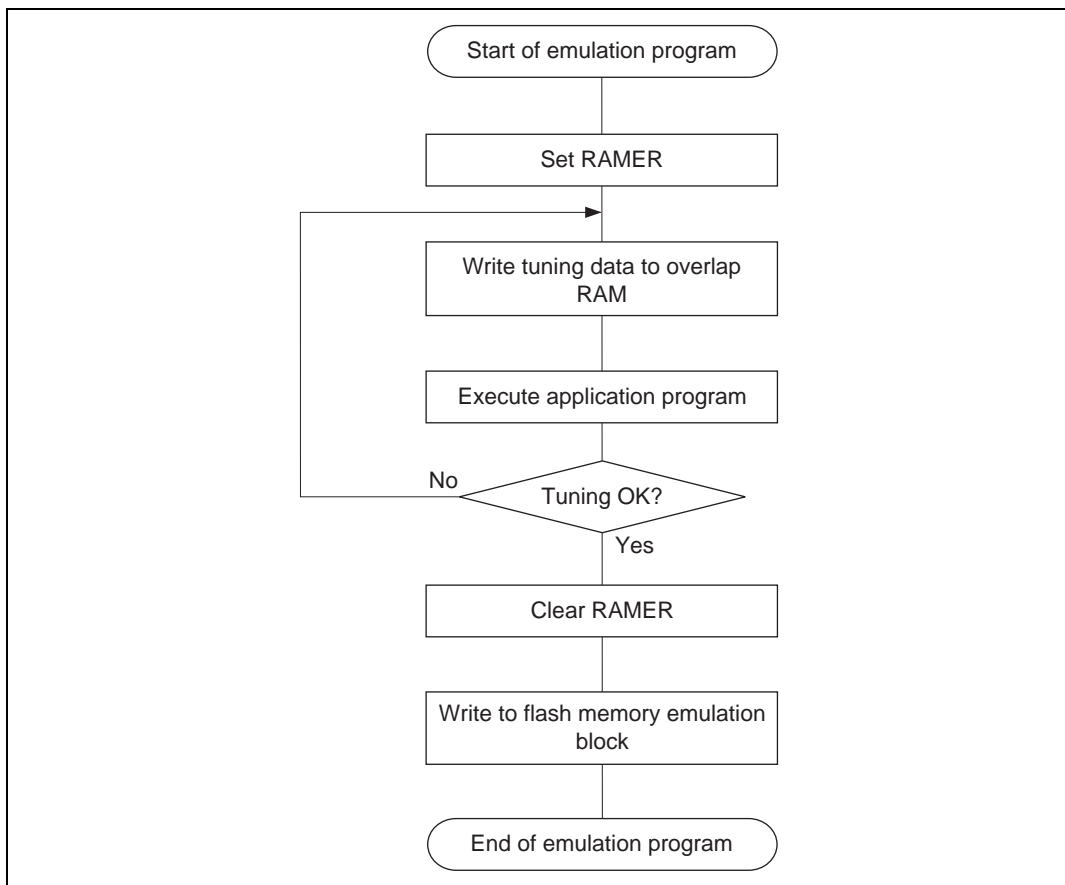 Start of emulation program
Set RAMER
Write tuning data to overlap
RAM
Execute application program
No
Tuning OK?
Yes
Clear RAMER
Write to flash memory emulation
block
End of emulation program